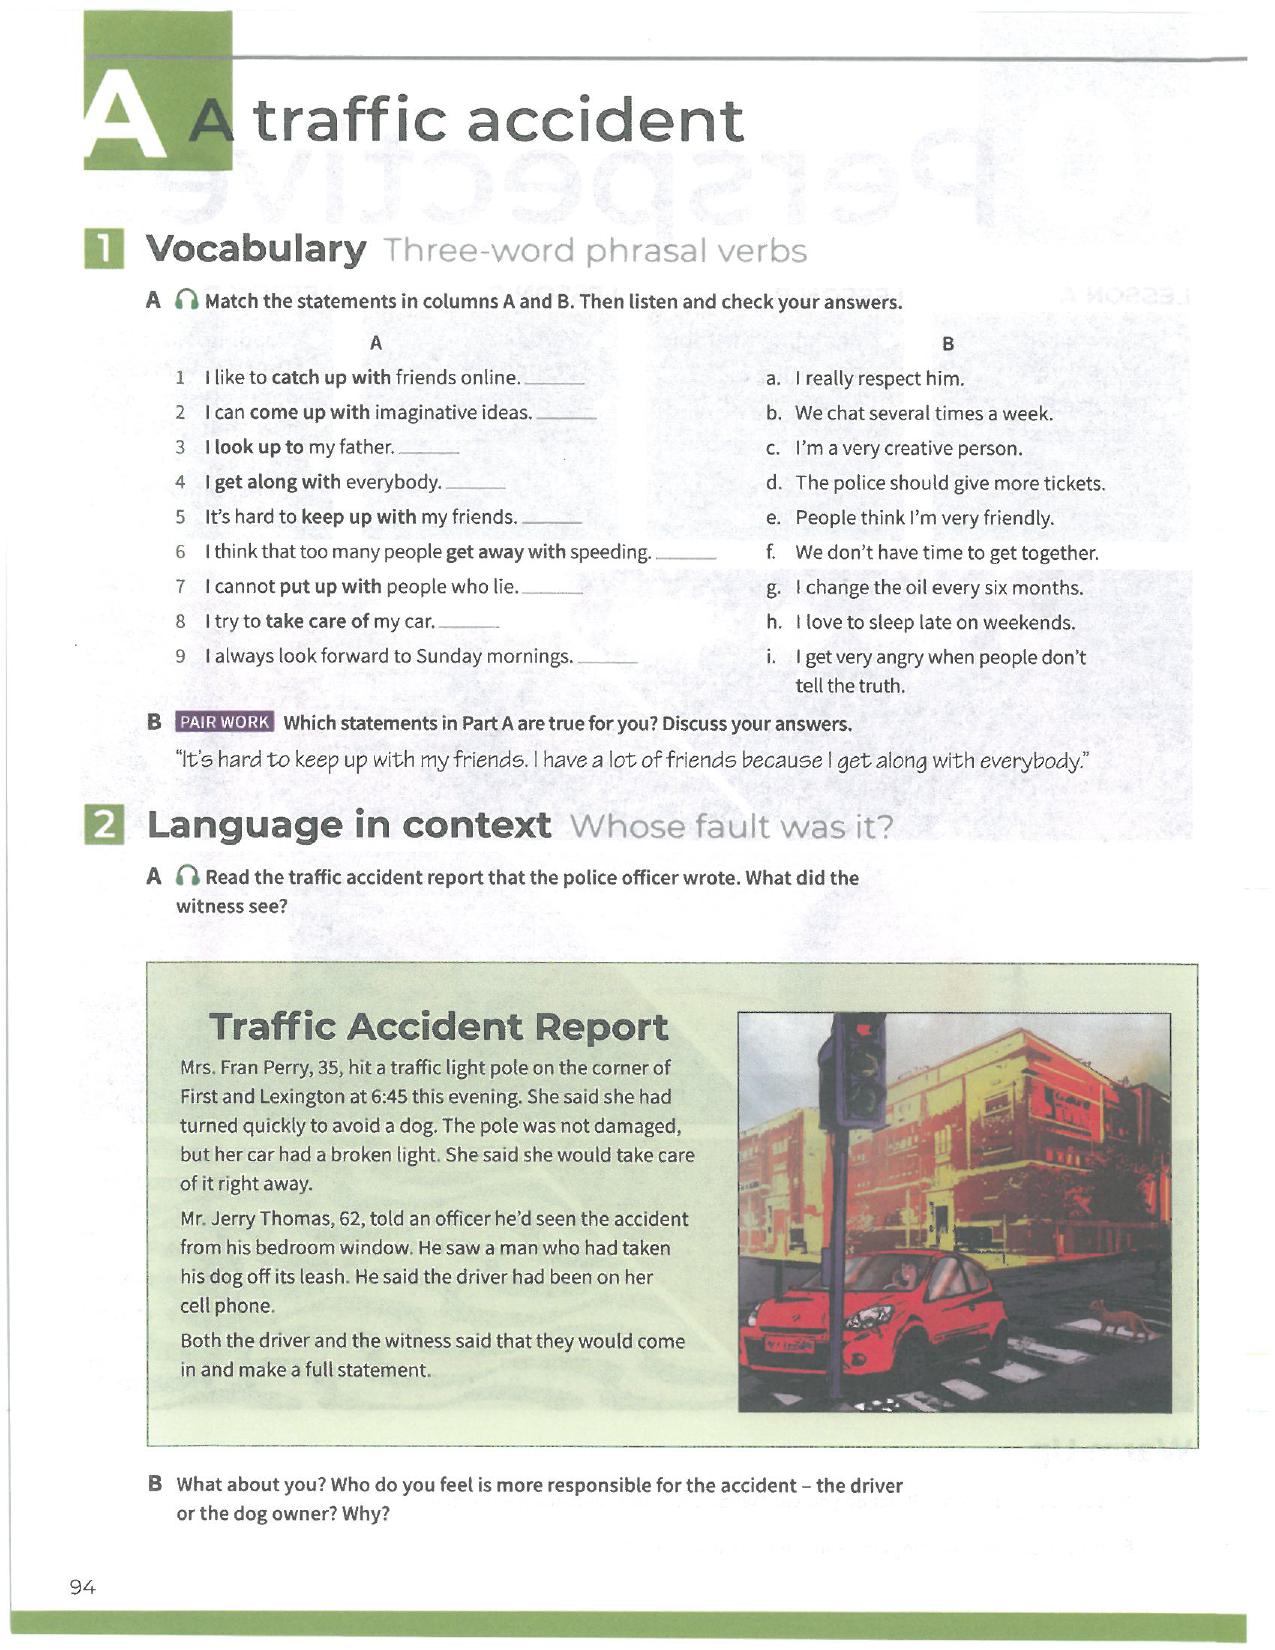 A A traffic accident
1 Vocabulary Three-word phrasal verbs
A Match the statements in columns A and B. Then listen and check your answers.
A
1 I like to catch up with friends online. ______
2 I can come up with imaginative ideas. ______
3 I look up to my father. ______
4 I get along with everybody. ______
5 It's hard to keep up with my friends. ______
6 I think that too many people get away with speeding. ______
7 I cannot put up with people who lie. ______
8 I try to take care of my car. ______
9 I always look forward to Sunday mornings. ______
B
a. I really respect him.
b. We chat several times a week.
c. I'm a very creative person.
d. The police should give more tickets.
e. People think I'm very friendly.
f. We don't have time to get together.
g. I change the oil every six months.
h. I love to sleep late on weekends.
i. I get very angry when people don't
tell the truth.
B PAIR WORK Which statements in Part A are true for you? Discuss your answers.
"It's hard to keep up with my friends. I have a lot of friends because I get along with everybody."
2 Language in context Whose fault was it?
A Read the traffic accident report that the police officer wrote. What did the
witness see?
Traffic Accident Report
Mrs. Fran Perry, 35, hit a traffic light pole on the corner of
First and Lexington at 6:45 this evening. She said she had
turned quickly to avoid a dog. The pole was not damaged,
but her car had a broken light. She said she would take care
of it right away.
Mr. Jerry Thomas, 62, told an officer he'd seen the accident
from his bedroom window. He saw a man who had taken
his dog off its leash. He said the driver had been on her
cell phone.
Both the driver and the witness said that they would come
in and make a full statement.
B What about you? Who do you feel is more responsible for the accident – the driver
or the dog owner? Why?
94